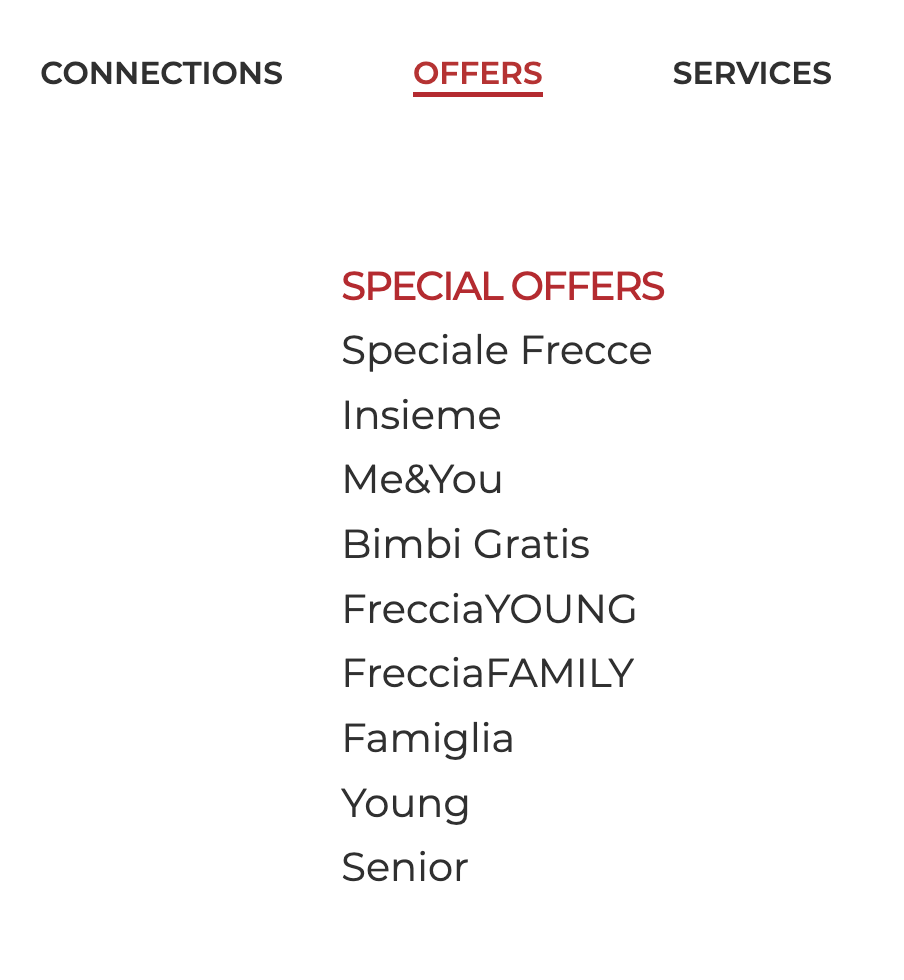 CONNECTIONS OFFERS SERVICES
SPECIAL OFFERS
Speciale Frecce
Insieme
Me&You
Bimbi Gratis
FrecciaYOUNG
FrecciaFAMILY
Famiglia
Young
Senior